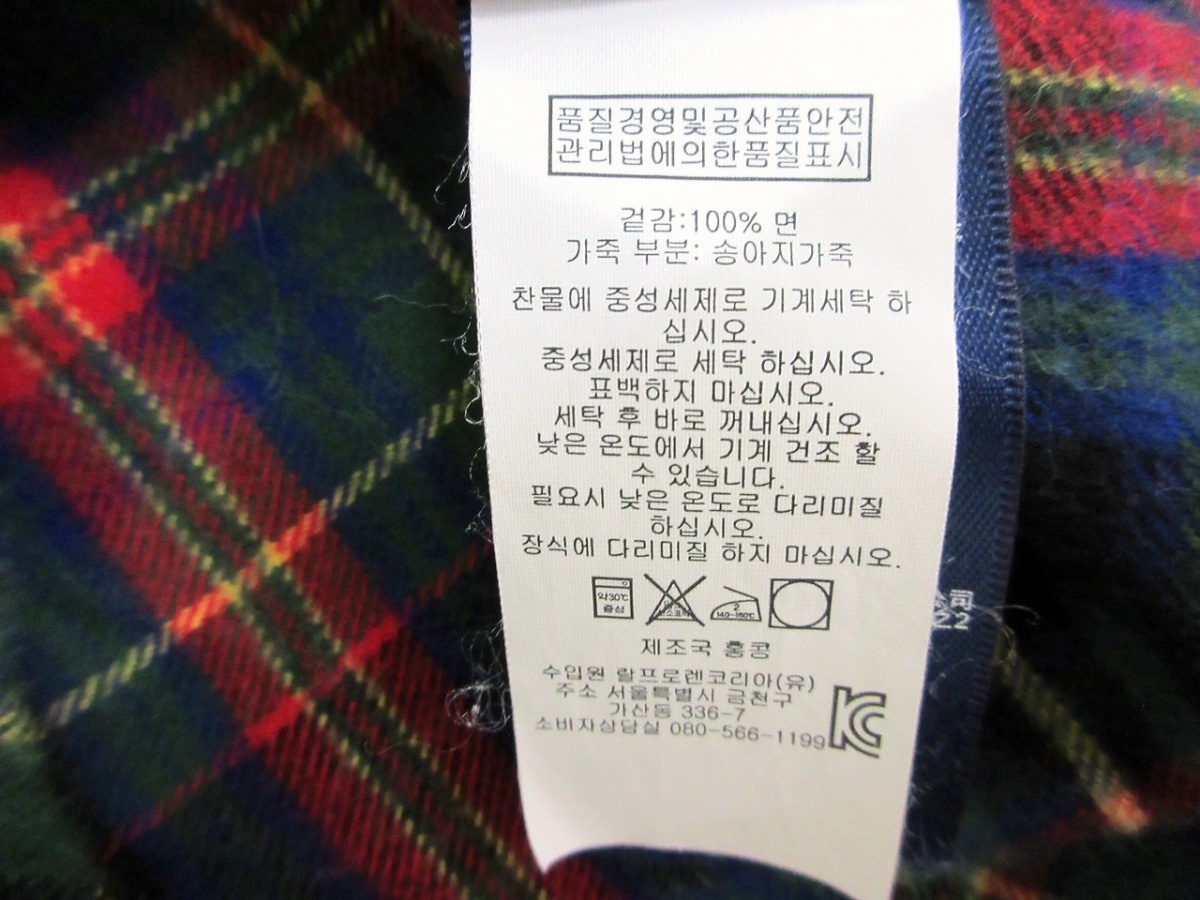 품질경영및공산품안전
관리법에의한품질표시
겉감:100% 면
가죽 부분: 송아지가죽
찬물에 중성세제로 기계세탁 하
십시오.
중성세제로 세탁 하십시오.
표백하지 마십시오.
세탁 후 바로 꺼내십시오.
낮은 온도에서 기계 건조 할
수 있습니다.
필요시 낮은 온도로 다리미질
하십시오.
장식에 다리미질 하지 마십시오.
약30℃
중성
2
140-160℃
제조국 홍콩
수입원 랄프로렌코리아(유)
주소 서울특별시 금천구
가산동 336-7
소비자상담실 080-566-1199
KC
司
22